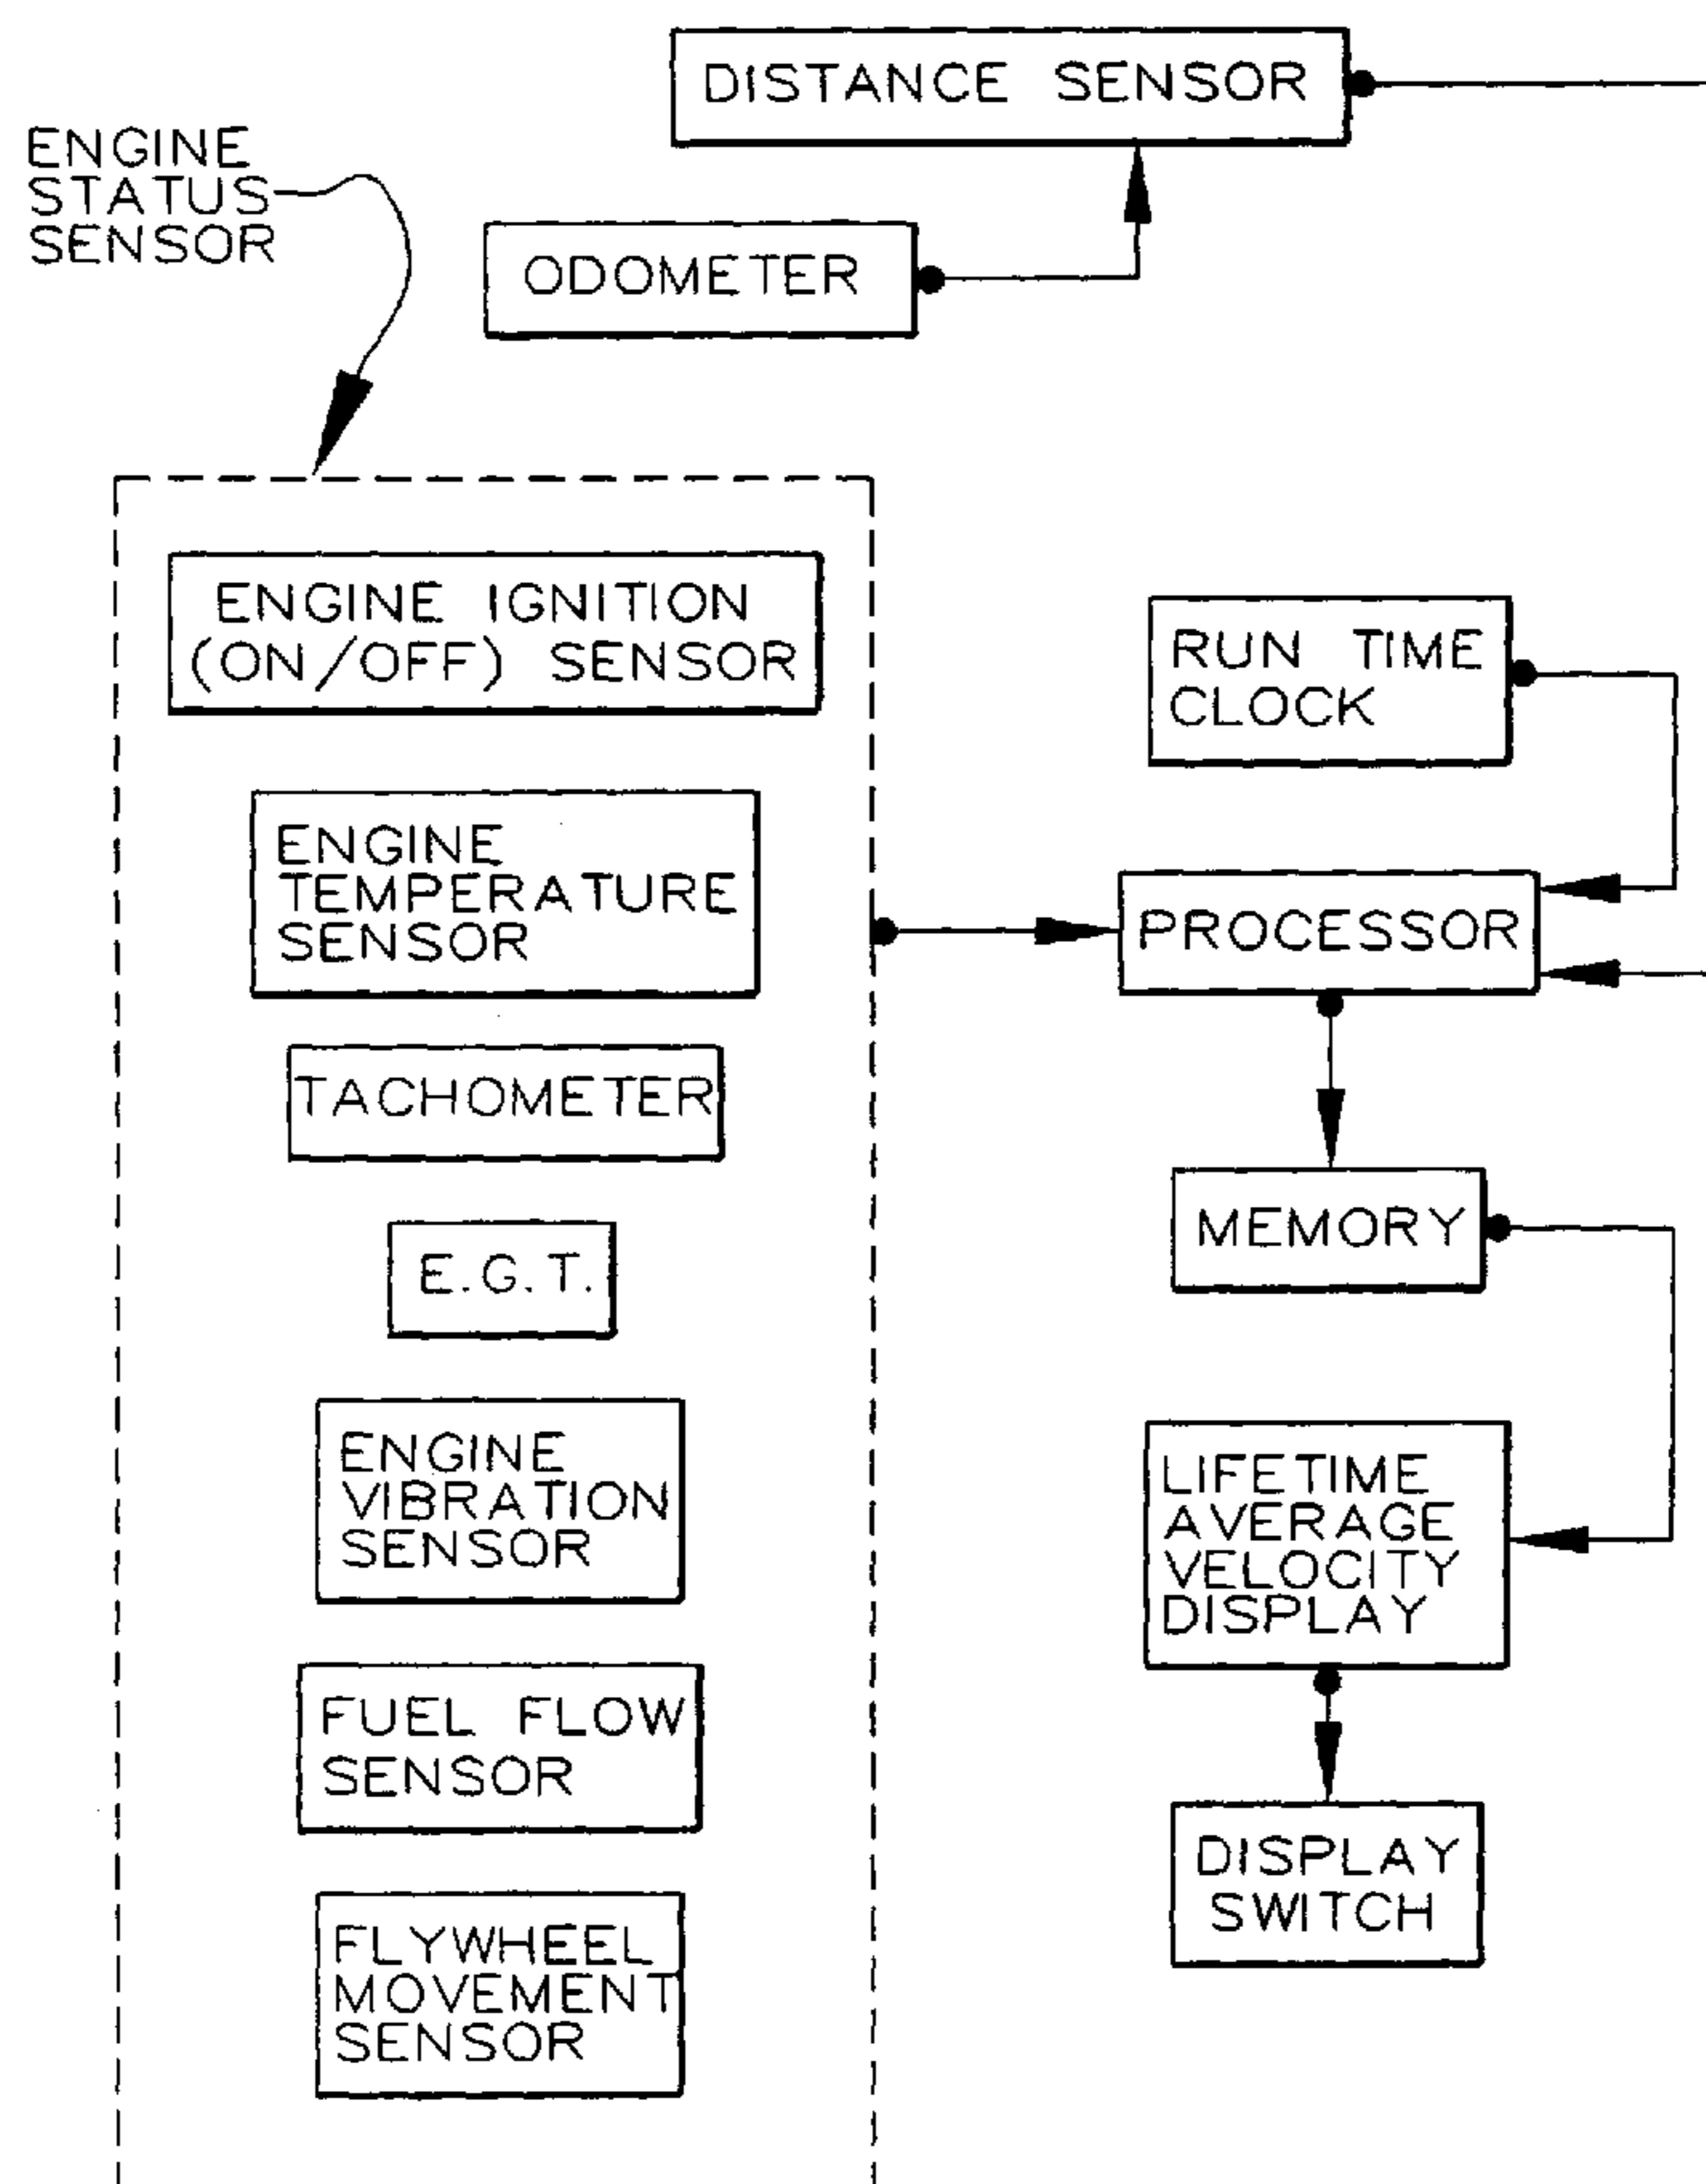 DISTANCE SENSOR
ENGINE
STATUS
SENSOR
ODOMETER
ENGINE IGNITION
(ON/OFF) SENSOR
RUN TIME
CLOCK
ENGINE
TEMPERATURE
SENSOR
PROCESSOR
TACHOMETER
MEMORY
E.G.T.
ENGINE
VIBRATION
SENSOR
LIFETIME
AVERAGE
VELOCITY
DISPLAY
FUEL FLOW
SENSOR
DISPLAY
SWITCH
FLYWHEEL
MOVEMENT
SENSOR